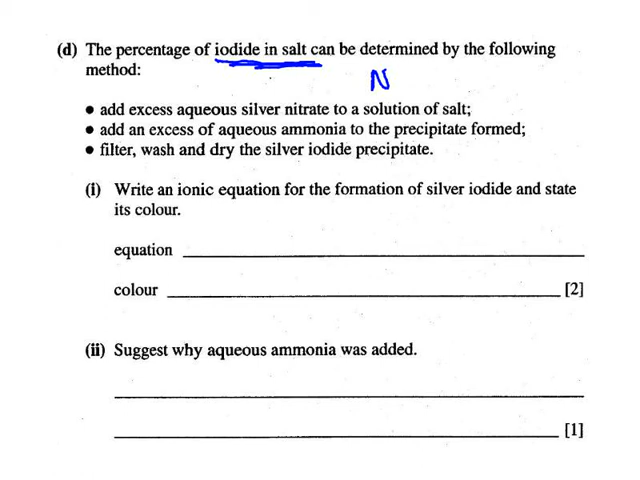 (d) The percentage of iodide in salt can be determined by the following
method:
N
• add excess aqueous silver nitrate to a solution of salt;
• add an excess of aqueous ammonia to the precipitate formed;
• filter, wash and dry the silver iodide precipitate.
(i) Write an ionic equation for the formation of silver iodide and state
its colour.
equation
colour [2]
(ii) Suggest why aqueous ammonia was added.
[1]